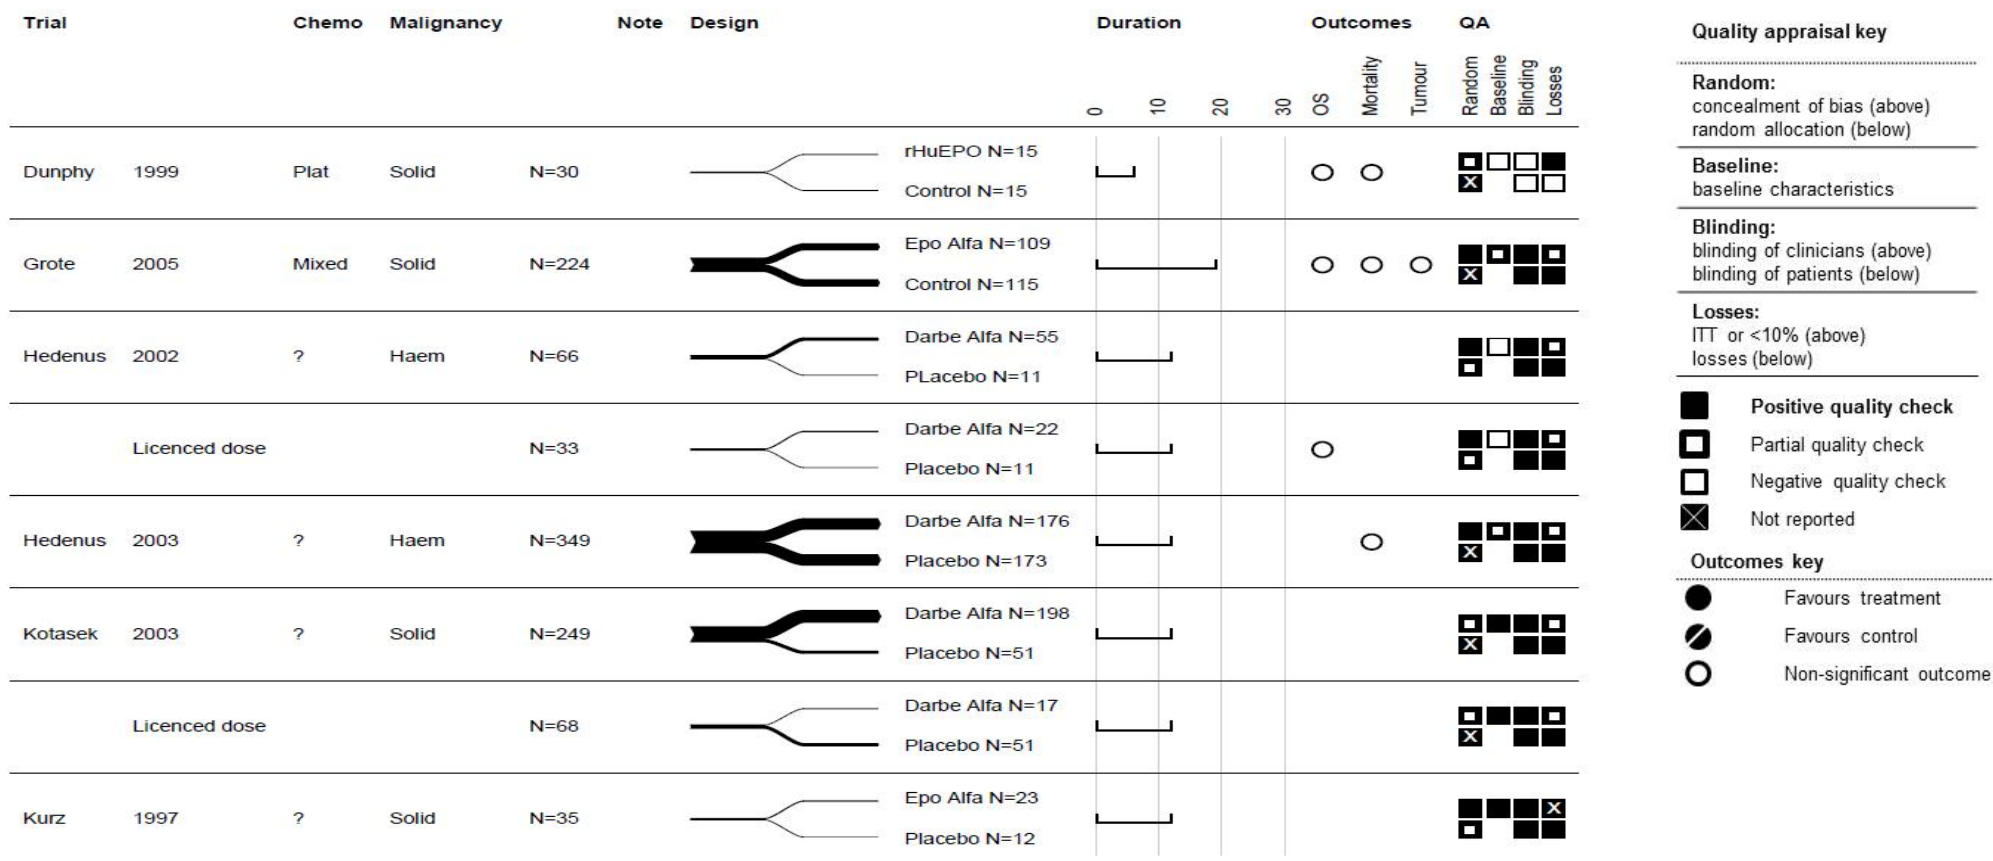 Trial Chemo Malignancy Note Design Duration Outcomes QA
0 10 20 30 OS Mortality Tumour Random Baseline Blinding Losses
rHuEPO N=15
Dunphy 1999 Plat Solid N=30
Control N=15
Epo Alfa N=109
Grote 2005 Mixed Solid N=224
Control N=115
Darbe Alfa N=55
Hedenus 2002 ? Haem N=66
PLacebo N=11
Darbe Alfa N=22
Licenced dose N=33
Placebo N=11
Darbe Alfa N=176
Hedenus 2003 ? Haem N=349
Placebo N=173
Darbe Alfa N=198
Kotasek 2003 ? Solid N=249
Placebo N=51
Darbe Alfa N=17
Licenced dose N=68
Placebo N=51
Epo Alfa N=23
Kurz 1997 ? Solid N=35
Placebo N=12
Quality appraisal key
Random:
concealment of bias (above)
random allocation (below)
Baseline:
baseline characteristics
Blinding:
blinding of clinicians (above)
blinding of patients (below)
Losses:
ITT or <10% (above)
losses (below)
Positive quality check
Partial quality check
Negative quality check
Not reported
Outcomes key
Favours treatment
Favours control
Non-significant outcome